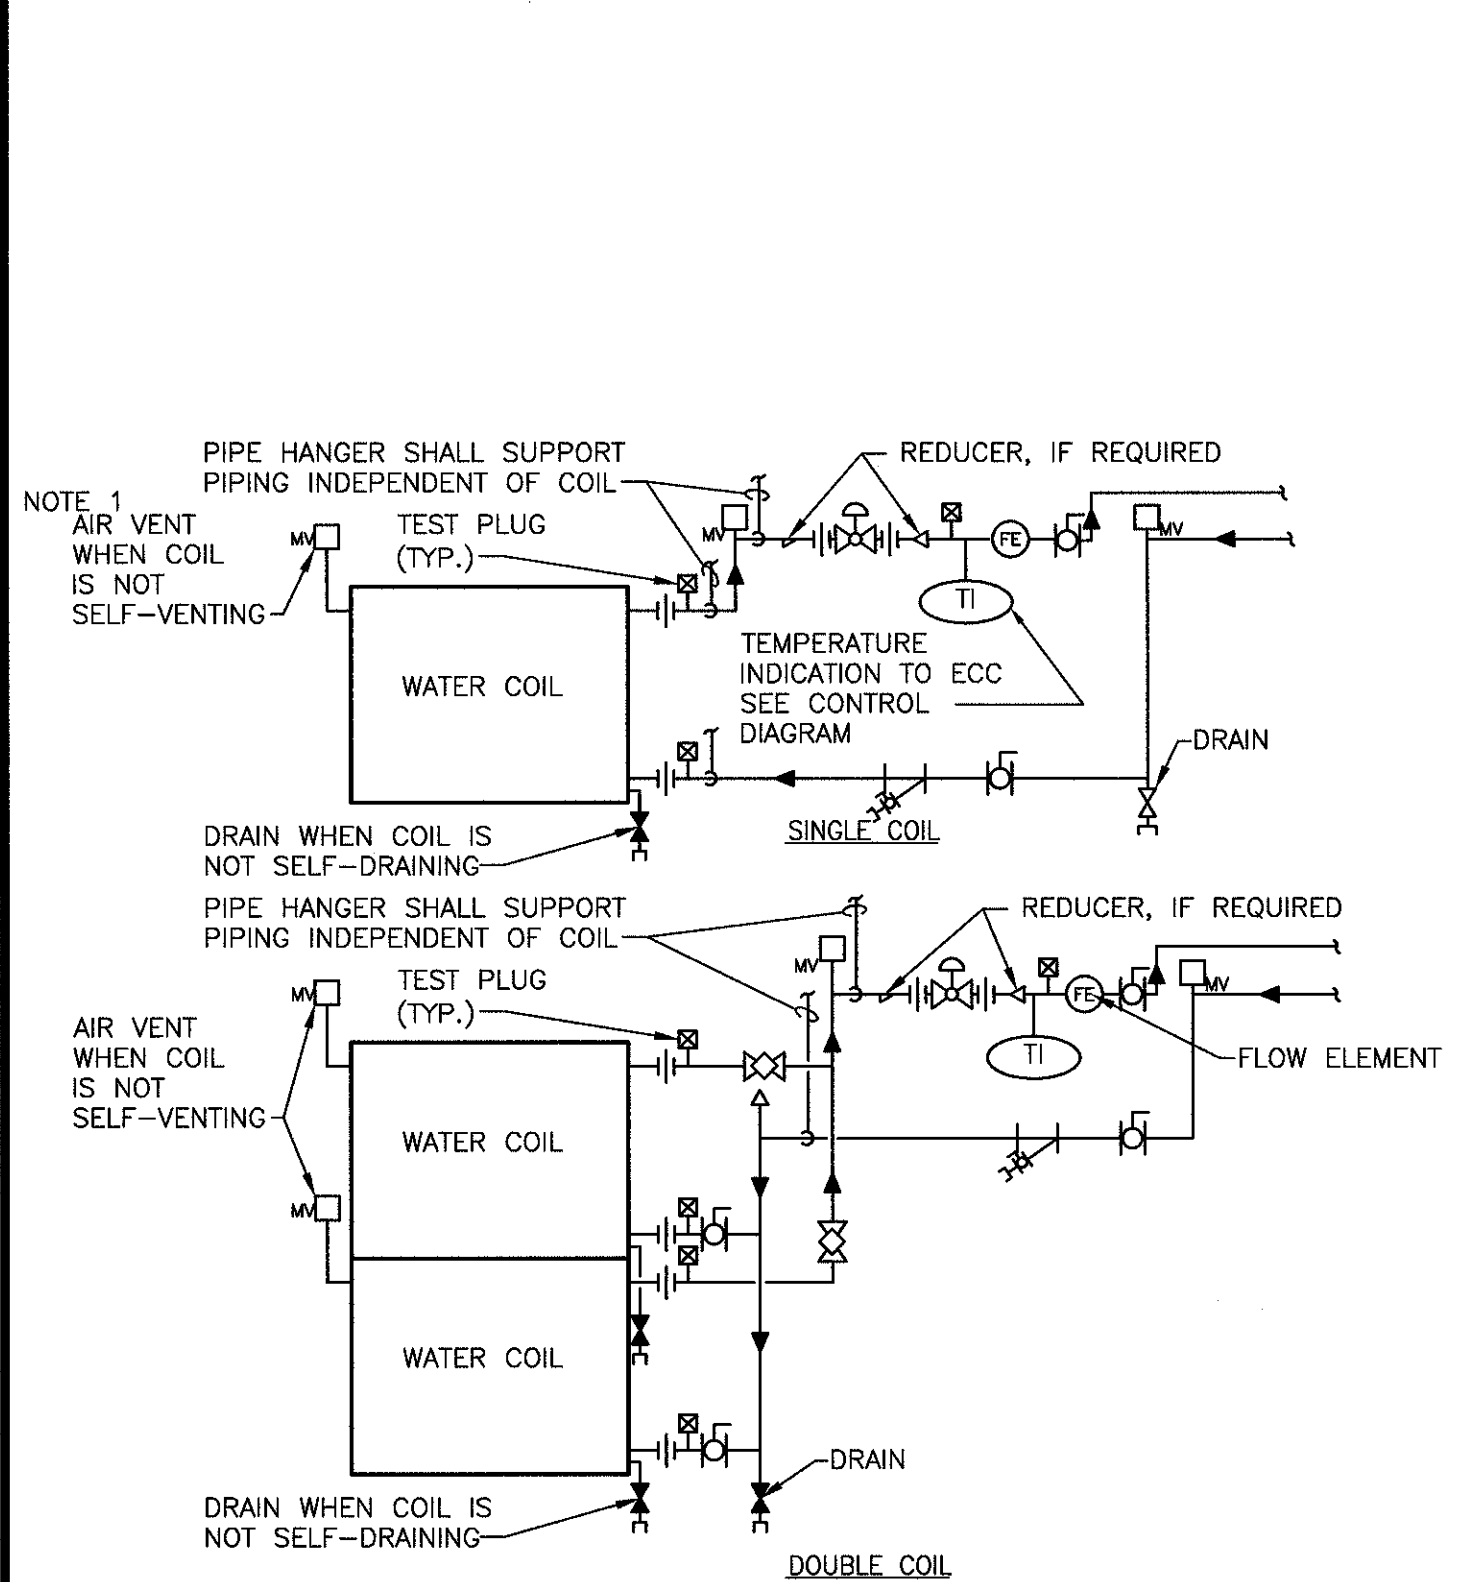 PIPE HANGER SHALL SUPPORT
PIPING INDEPENDENT OF COIL
REDUCER, IF REQUIRED
NOTE 1
AIR VENT
WHEN COIL
IS NOT
SELF-VENTING
MV
TEST PLUG
(TYP.)
MV
FE
MV
TI
WATER COIL
TEMPERATURE
INDICATION TO ECC
SEE CONTROL
DIAGRAM
DRAIN
DRAIN WHEN COIL IS
NOT SELF-DRAINING
SINGLE COIL
PIPE HANGER SHALL SUPPORT
PIPING INDEPENDENT OF COIL
REDUCER, IF REQUIRED
MV
TEST PLUG
(TYP.)
MV
FE
MV
AIR VENT
WHEN COIL
IS NOT
SELF-VENTING
TI
FLOW ELEMENT
WATER COIL
MV
WATER COIL
DRAIN
DRAIN WHEN COIL IS
NOT SELF-DRAINING
DOUBLE COIL